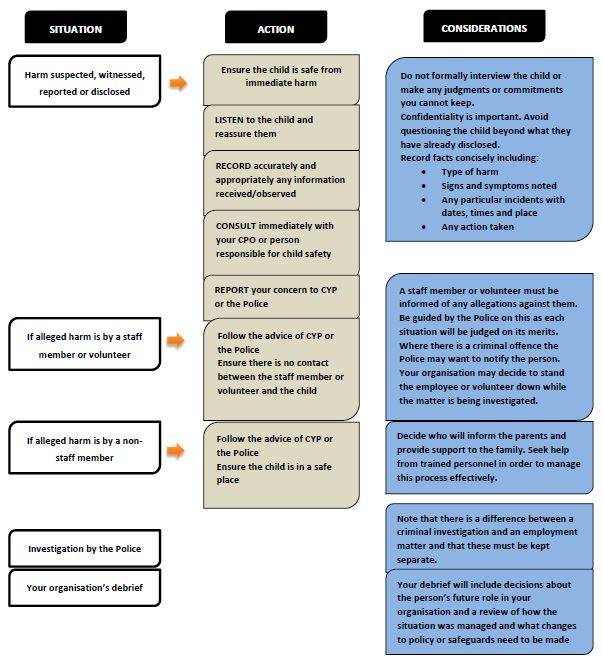 SITUATION
ACTION
CONSIDERATIONS
Harm suspected, witnessed,
reported or disclosed
Ensure the child is safe from
immediate harm
LISTEN to the child and
reassure them
RECORD accurately and
appropriately any information
received/observed
CONSULT immediately with
your CPO or person
responsible for child safety
REPORT your concern to CYP
or the Police
Do not formally interview the child or
make any judgments or commitments
you cannot keep.
Confidentiality is important. Avoid
questioning the child beyond what they
have already disclosed.
Record facts concisely including:
• Type of harm
• Signs and symptoms noted
• Any particular incidents with
dates, times and place
• Any action taken
If alleged harm is by a staff
member or volunteer
Follow the advice of CYP or
the Police
Ensure there is no contact
between the staff member or
volunteer and the child
A staff member or volunteer must be
informed of any allegations against them.
Be guided by the Police on this as each
situation will be judged on its merits.
Where there is a criminal offence the
Police may want to notify the person.
Your organisation may decide to stand
the employee or volunteer down while
the matter is being investigated.
If alleged harm is by a non-
staff member
Follow the advice of CYP or
the Police
Ensure the child is in a safe
place
Decide who will inform the parents and
provide support to the family. Seek help
from trained personnel in order to manage
this process effectively.
Investigation by the Police
Note that there is a difference between a
criminal investigation and an employment
matter and that these must be kept
separate.
Your organisation's debrief
Your debrief will include decisions about
the person's future role in your
organisation and a review of how the
situation was managed and what changes
to policy or safeguards need to be made